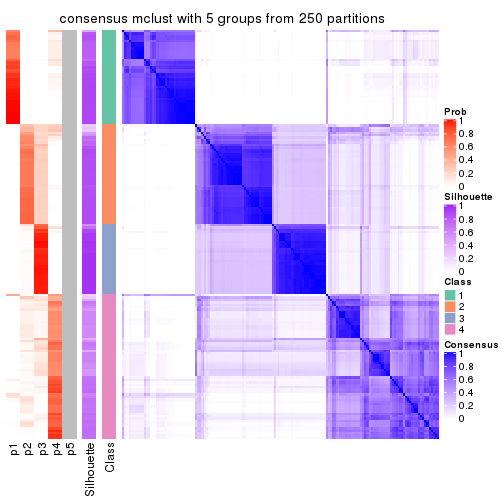 consensus mclust with 5 groups from 250 partitions
Prob
1
0.8
0.6
0.4
0.2
0
Silhouette
1
0.8
0.6
0.4
0.2
0
Class
1
2
3
4
Consensus
1
0.8
0.6
0.4
0.2
0
p1
p2
p3
p4
p5
Silhouette
Class